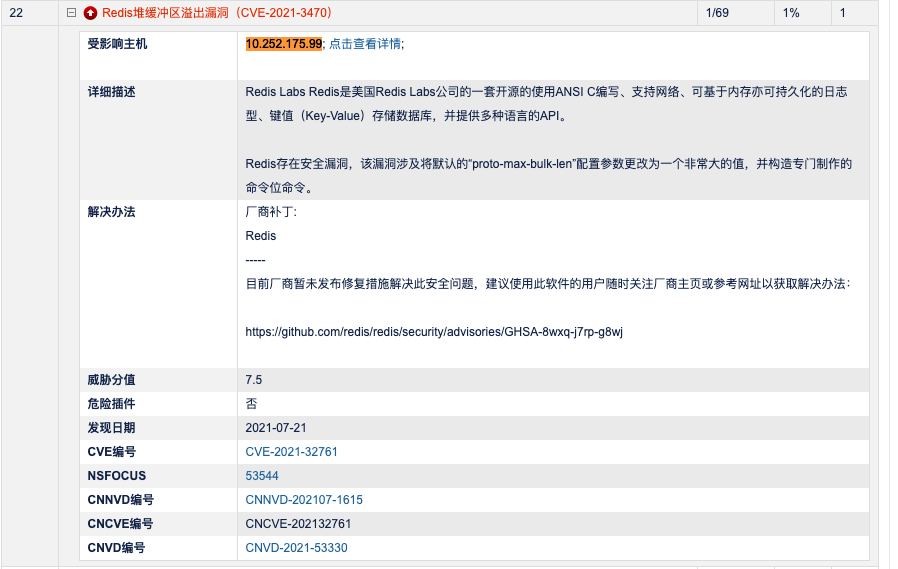 22 Redis堆缓冲区溢出漏洞（CVE-2021-3470） 1/69 1% 1
受影响主机 10.252.175.99; 点击查看详情;
详细描述 Redis Labs Redis是美国Redis Labs公司的一套开源的使用ANSI C编写、支持网络、可基于内存亦可持久化的日志
型、键值（Key-Value）存储数据库，并提供多种语言的API。
Redis存在安全漏洞，该漏洞涉及将默认的“proto-max-bulk-len”配置参数更改为一个非常大的值，并构造专门制作的
命令位命令。
解决办法 厂商补丁:
Redis
-----
目前厂商暂未发布修复措施解决此安全问题，建议使用此软件的用户随时关注厂商主页或参考网址以获取解决办法：
https://github.com/redis/redis/security/advisories/GHSA-8wxq-j7rp-g8wj
威胁分值 7.5
危险插件 否
发现日期 2021-07-21
CVE编号 CVE-2021-32761
NSFOCUS 53544
CNNVD编号 CNNVD-202107-1615
CNCVE编号 CNCVE-202132761
CNVD编号 CNVD-2021-53330